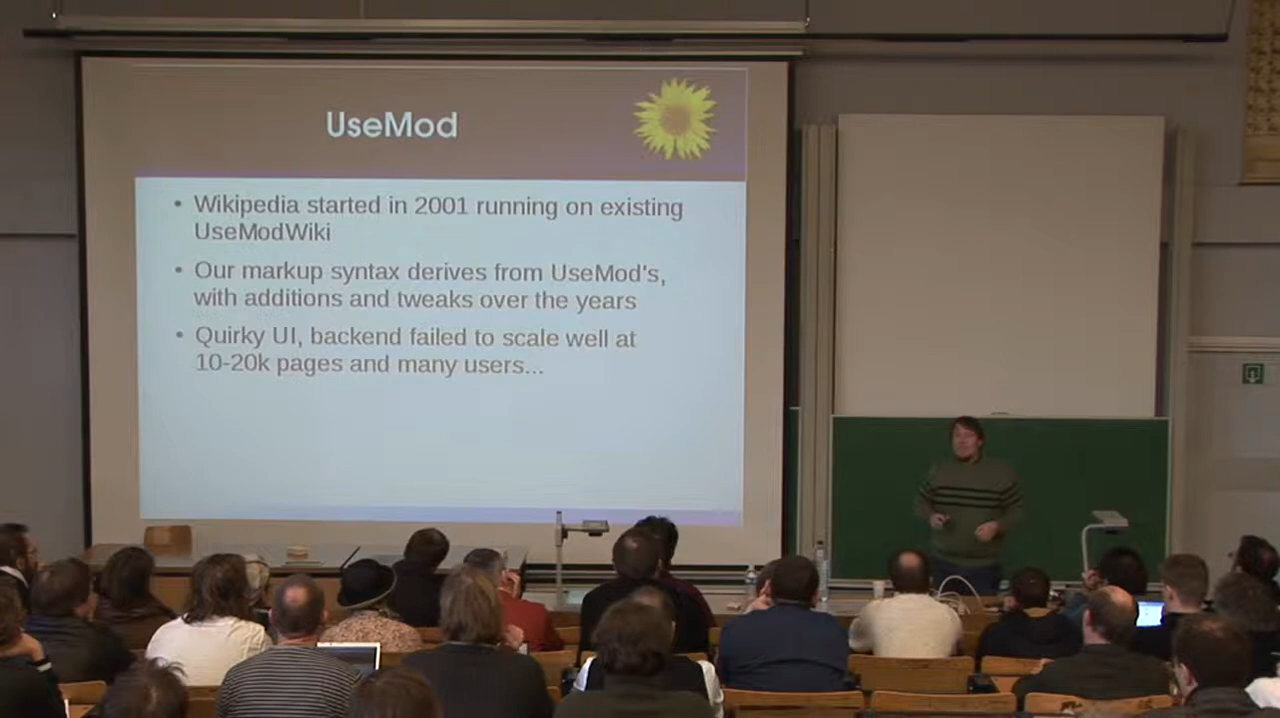 UseMod
• Wikipedia started in 2001 running on existing
UseModWiki
• Our markup syntax derives from UseMod's,
with additions and tweaks over the years
• Quirky UI, backend failed to scale well at
10-20k pages and many users...